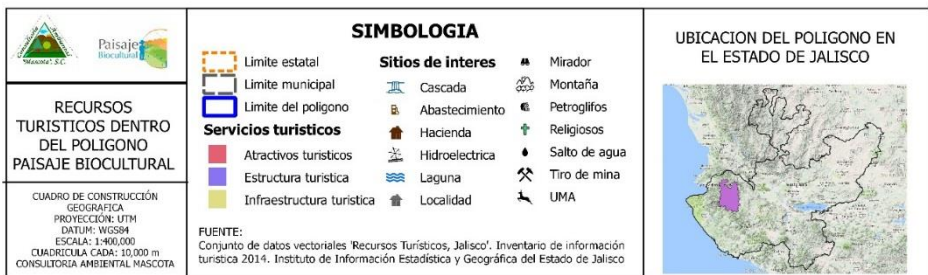 Consultoría Ambiental
"Mascota", S.C.
Paisaje
Biocultural
RECURSOS
TURISTICOS DENTRO
DEL POLIGONO
PAISAJE BIOCULTURAL
CUADRO DE CONSTRUCCIÓN
GEOGRAFICA
PROYECCIÓN: UTM
DATUM: WGS84
ESCALA: 1:400,000
CUADRICULA CADA: 10,000 m
CONSULTORIA AMBIENTAL MASCOTA
SIMBOLOGIA
Limite estatal
Limite municipal
Limite del poligono
Servicios turisticos
Atractivos turisticos
Estructura turistica
Infraestructura turistica
Sitios de interes
Cascada
Abastecimiento
Hacienda
Hidroelectrica
Laguna
Localidad
Mirador
Montaña
Petroglifos
Religiosos
Salto de agua
Tiro de mina
UMA
FUENTE:
Conjunto de datos vectoriales 'Recursos Turísticos, Jalisco'. Inventario de información
turistica 2014. Instituto de Información Estadística y Geográfica del Estado de Jalisco
UBICACION DEL POLIGONO EN
EL ESTADO DE JALISCO